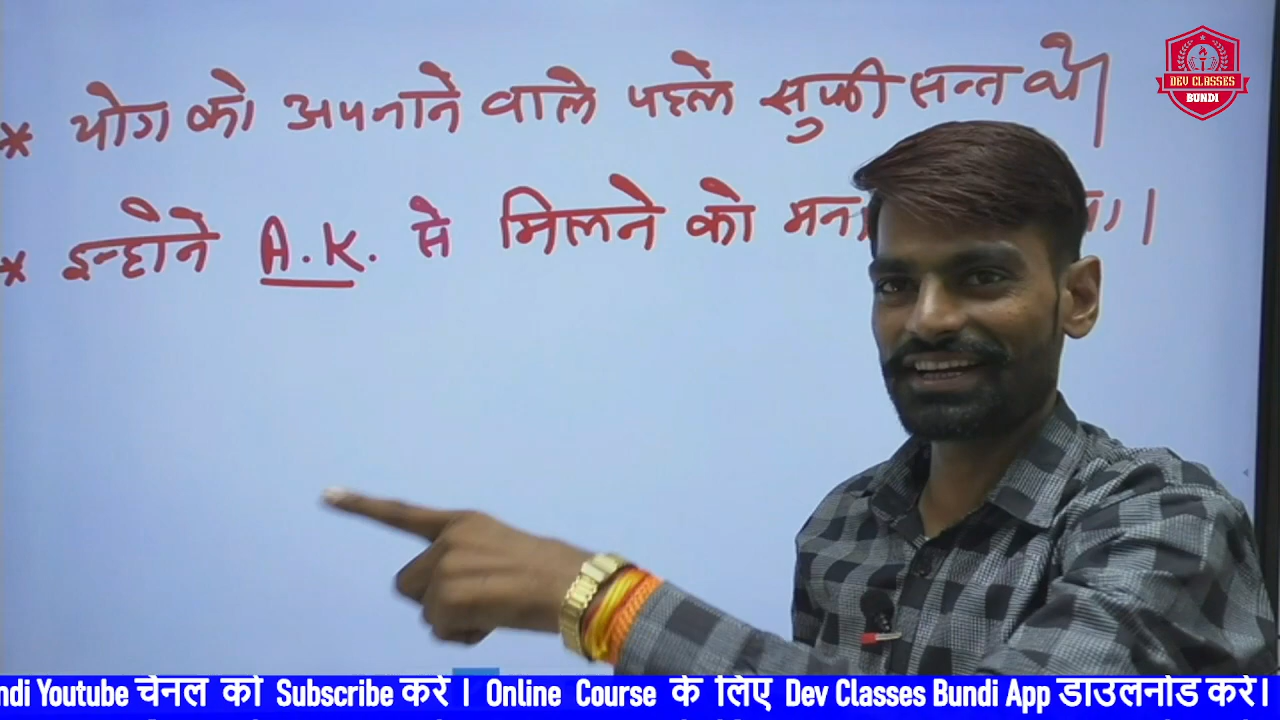 DEV CLASSES
BUNDI
* योग को अपनाने वाले पहले सुफी सन्त थे।
* इन्होंने A.K. से मिलने को
ndi Youtube चैनल को Subscribe करें। Online Course के लिए Dev Classes Bundi App डाउनलोड करें।